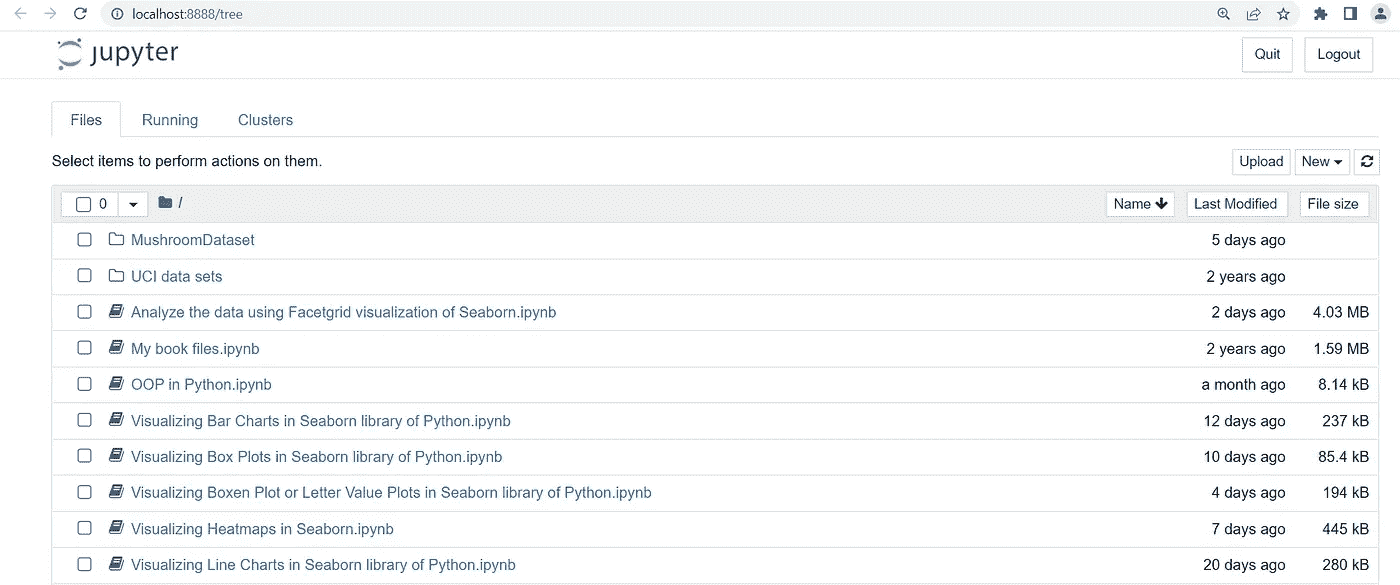 localhost:8888/tree
jupyter
Quit Logout
Files Running Clusters
Select items to perform actions on them.
Upload New
0 / Name Last Modified File size
MushroomDataset 5 days ago
UCI data sets 2 years ago
Analyze the data using Facetgrid visualization of Seaborn.ipynb 2 days ago 4.03 MB
My book files.ipynb 2 years ago 1.59 MB
OOP in Python.ipynb a month ago 8.14 kB
Visualizing Bar Charts in Seaborn library of Python.ipynb 12 days ago 237 kB
Visualizing Box Plots in Seaborn library of Python.ipynb 10 days ago 85.4 kB
Visualizing Boxen Plot or Letter Value Plots in Seaborn library of Python.ipynb 4 days ago 194 kB
Visualizing Heatmaps in Seaborn.ipynb 7 days ago 445 kB
Visualizing Line Charts in Seaborn library of Python.ipynb 20 days ago 280 kB